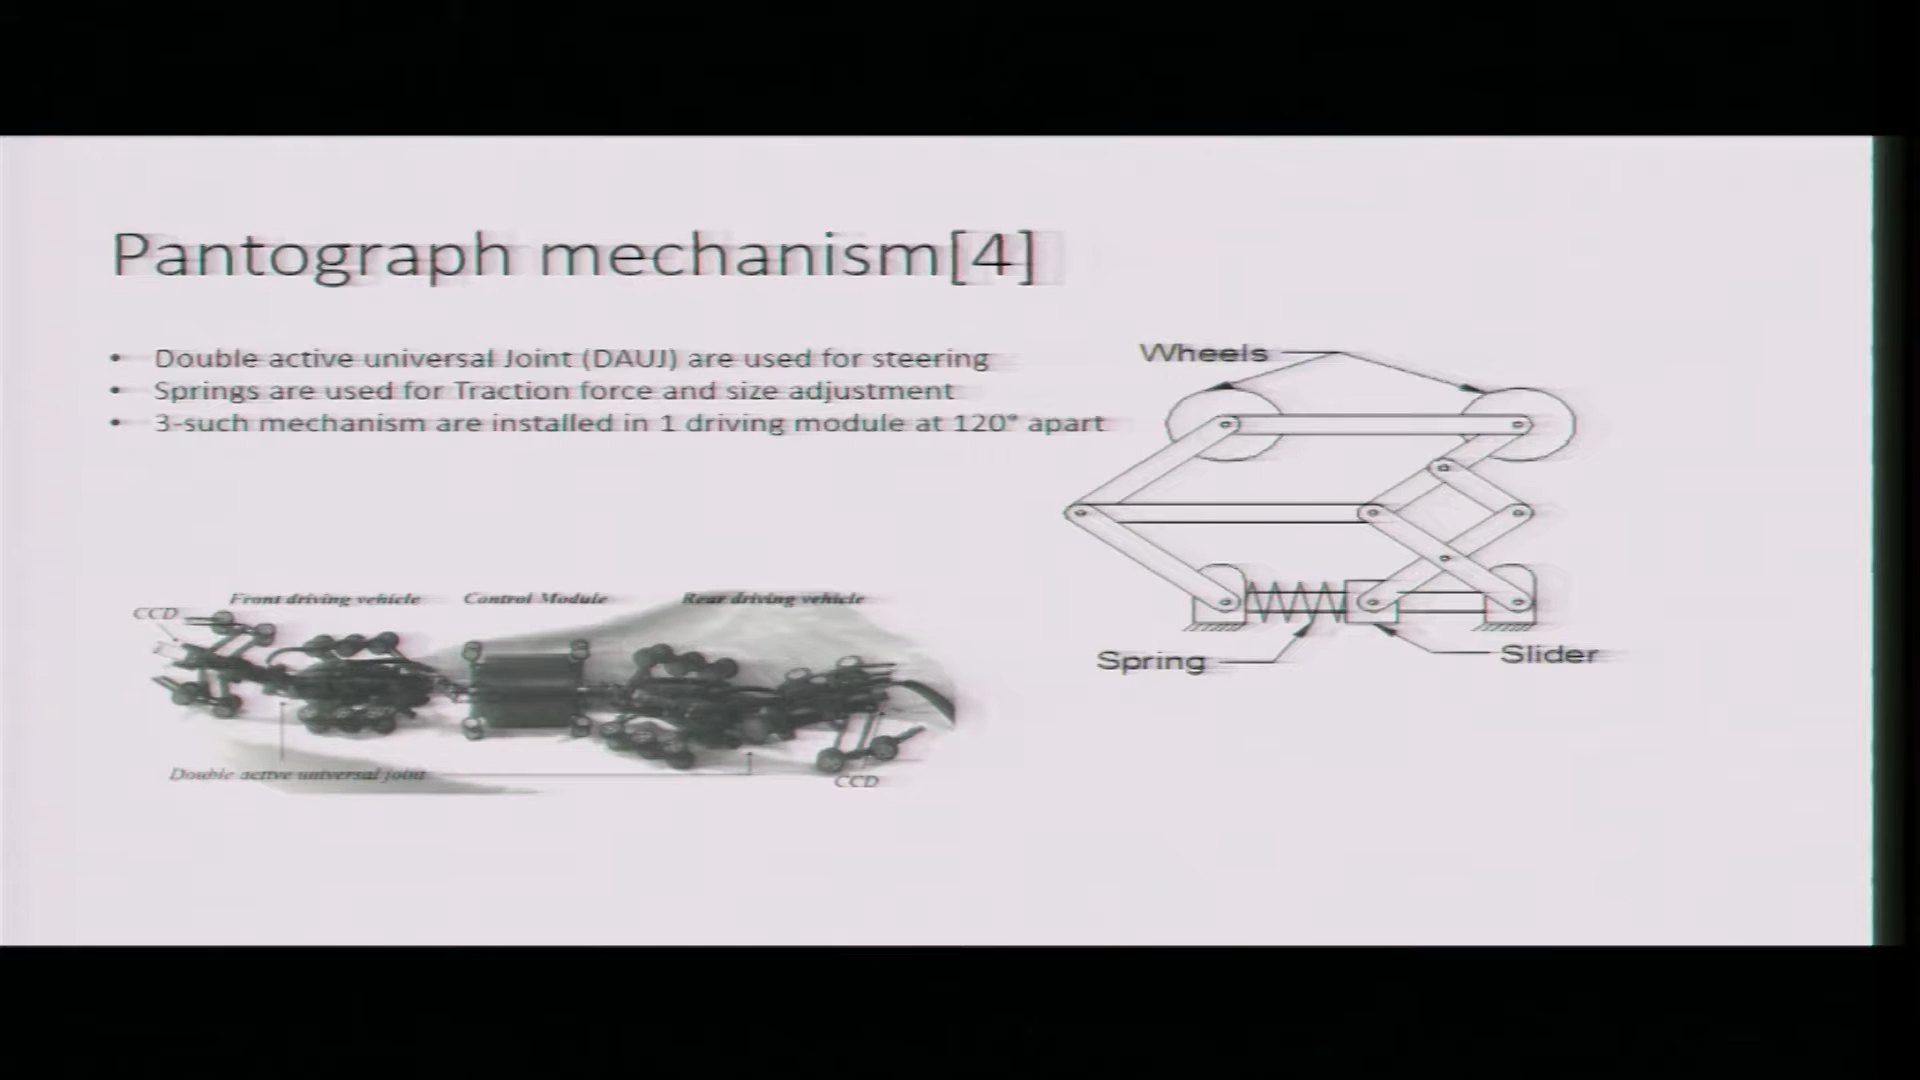 Pantograph mechanism[4]
• Double active universal Joint (DAUJ) are used for steering
• Springs are used for Traction force and size adjustment
• 3-such mechanism are installed in 1 driving module at 120° apart
Wheels
Spring
Slider
Front driving vehicle
Control Module
Rear driving vehicle
CCD
Double active universal joint
CCD